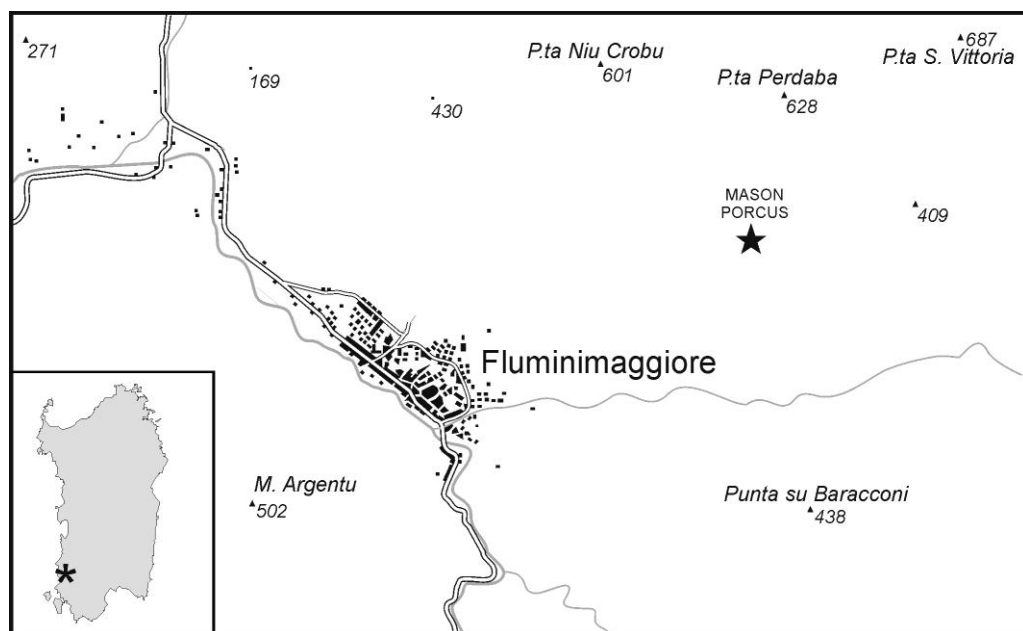 687
P.ta S. Vittoria
271
P.ta Niu Crobu
601
P.ta Perdaba
628
169
430
MASON
PORCUS
409
Fluminimaggiore
M. Argentu
502
Punta su Baracconi
438
*